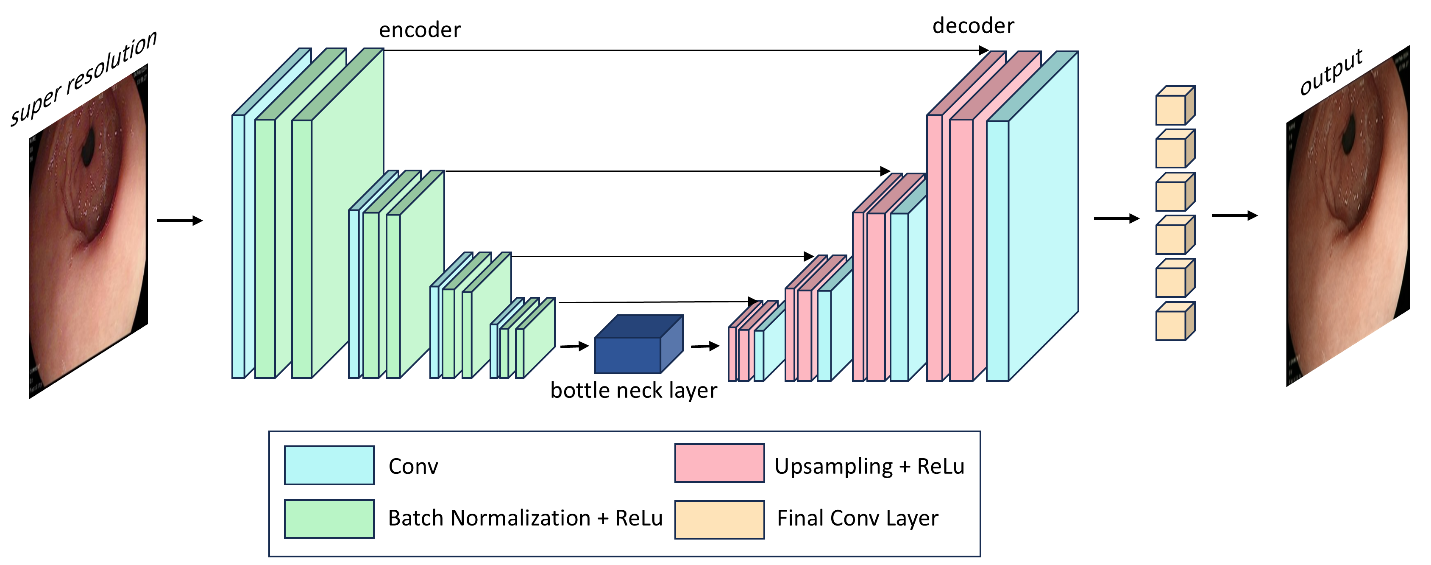 super resolution
encoder
decoder
output
bottle neck layer
Conv
Upsampling + ReLu
Batch Normalization + ReLu
Final Conv Layer